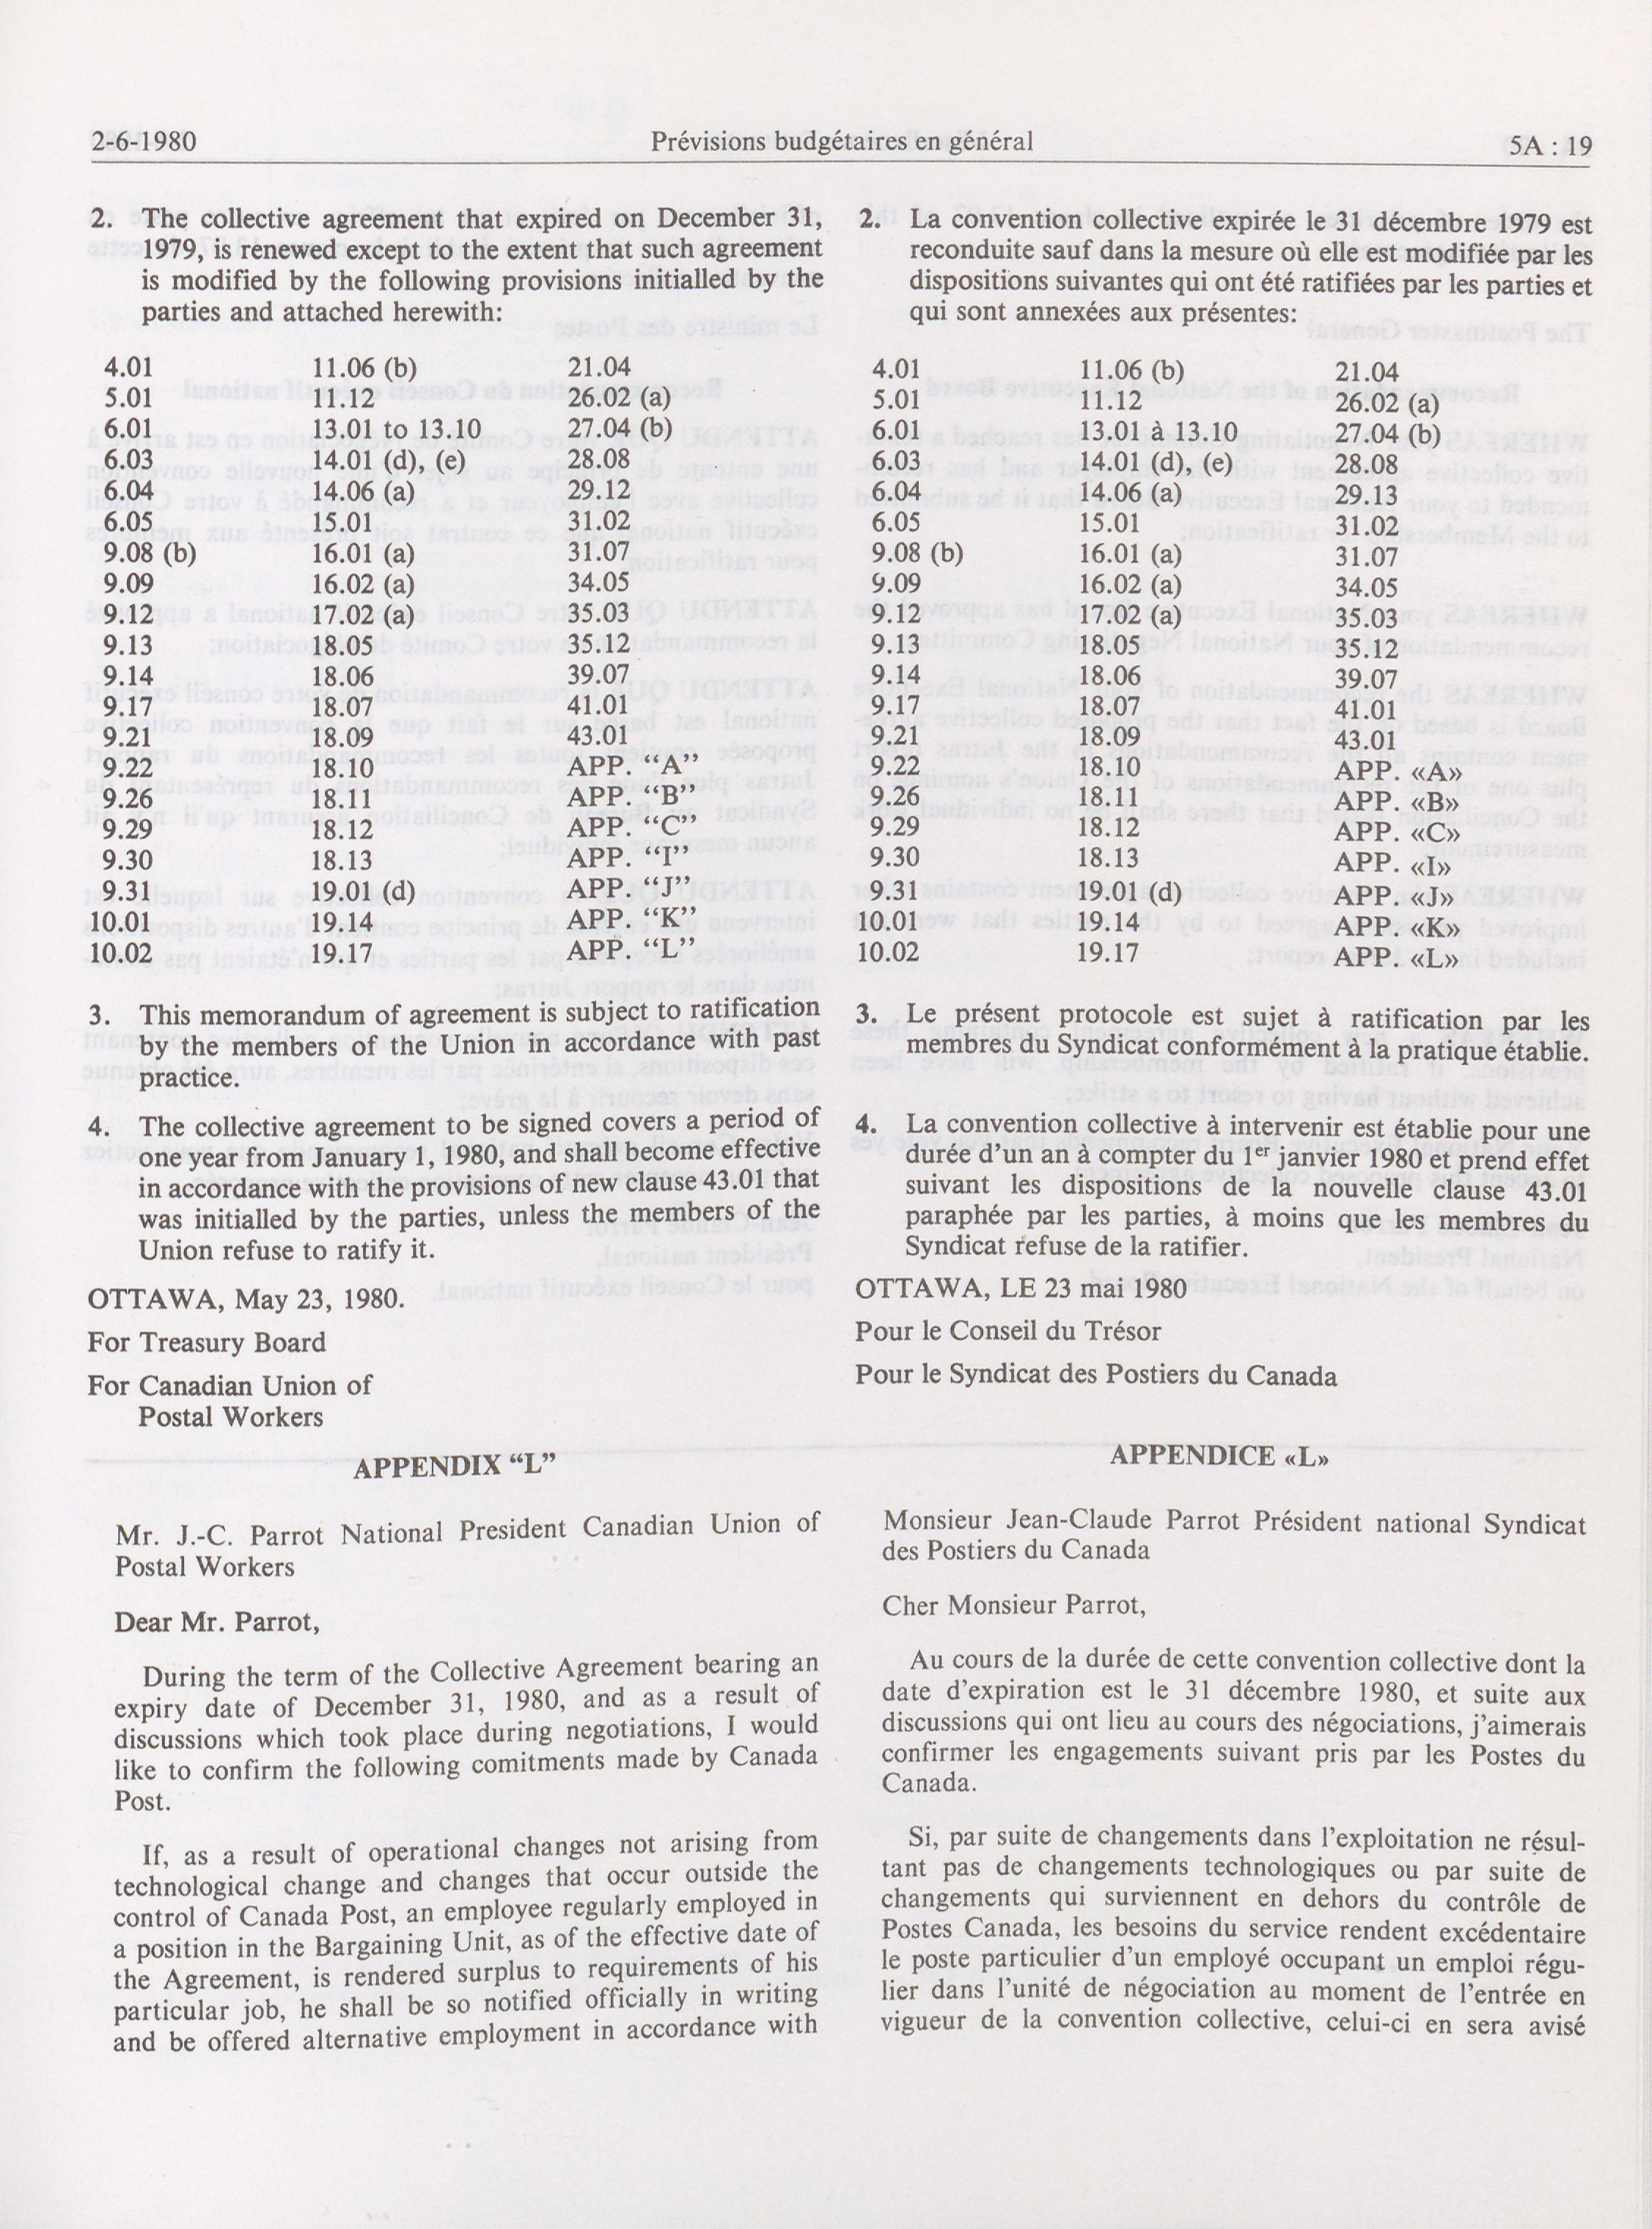 2-6-1980 Prévisions budgétaires en général 5A : 19
2. The collective agreement that expired on December 31,
1979, is renewed except to the extent that such agreement
is modified by the following provisions initialled by the
parties and attached herewith:
4.01 11.06 (b) 21.04
5.01 11.12 26.02 (a)
6.01 13.01 to 13.10 27.04 (b)
6.03 14.01 (d), (e) 28.08
6.04 14.06 (a) 29.12
6.05 15.01 31.02
9.08 (b) 16.01 (a) 31.07
9.09 16.02 (a) 34.05
9.12 17.02 (a) 35.03
9.13 18.05 35.12
9.14 18.06 39.07
9.17 18.07 41.01
9.21 18.09 43.01
9.22 18.10 APP. “A”
9.26 18.11 APP. “B”
9.29 18.12 APP. “C”
9.30 18.13 APP. “I”
9.31 19.01 (d) APP. “J”
10.01 19.14 APP. “K”
10.02 19.17 APP. “L”
3. This memorandum of agreement is subject to ratification
by the members of the Union in accordance with past
practice.
4. The collective agreement to be signed covers a period of
one year from January 1, 1980, and shall become effective
in accordance with the provisions of new clause 43.01 that
was initialled by the parties, unless the members of the
Union refuse to ratify it.
OTTAWA, May 23, 1980.
For Treasury Board
For Canadian Union of
Postal Workers
APPENDIX “L”
Mr. J.-C. Parrot National President Canadian Union of
Postal Workers
Dear Mr. Parrot,
During the term of the Collective Agreement bearing an
expiry date of December 31, 1980, and as a result of
discussions which took place during negotiations, I would
like to confirm the following comitments made by Canada
Post.
If, as a result of operational changes not arising from
technological change and changes that occur outside the
control of Canada Post, an employee regularly employed in
a position in the Bargaining Unit, as of the effective date of
the Agreement, is rendered surplus to requirements of his
particular job, he shall be so notified officially in writing
and be offered alternative employment in accordance with
2. La convention collective expirée le 31 décembre 1979 est
reconduite sauf dans la mesure où elle est modifiée par les
dispositions suivantes qui ont été ratifiées par les parties et
qui sont annexées aux présentes:
4.01 11.06 (b) 21.04
5.01 11.12 26.02 (a)
6.01 13.01 à 13.10 27.04 (b)
6.03 14.01 (d), (e) 28.08
6.04 14.06 (a) 29.13
6.05 15.01 31.02
9.08 (b) 16.01 (a) 31.07
9.09 16.02 (a) 34.05
9.12 17.02 (a) 35.03
9.13 18.05 35.12
9.14 18.06 39.07
9.17 18.07 41.01
9.21 18.09 43.01
9.22 18.10 APP. «A»
9.26 18.11 APP. «B»
9.29 18.12 APP. «C»
9.30 18.13 APP. «I»
9.31 19.01 (d) APP. «J»
10.01 19.14 APP. «K»
10.02 19.17 APP. «L»
3. Le présent protocole est sujet à ratification par les
membres du Syndicat conformément à la pratique établie.
4. La convention collective à intervenir est établie pour une
durée d’un an à compter du 1er janvier 1980 et prend effet
suivant les dispositions de la nouvelle clause 43.01
paraphée par les parties, à moins que les membres du
Syndicat refuse de la ratifier.
OTTAWA, LE 23 mai 1980
Pour le Conseil du Trésor
Pour le Syndicat des Postiers du Canada
APPENDICE «L»
Monsieur Jean-Claude Parrot Président national Syndicat
des Postiers du Canada
Cher Monsieur Parrot,
Au cours de la durée de cette convention collective dont la
date d’expiration est le 31 décembre 1980, et suite aux
discussions qui ont lieu au cours des négociations, j’aimerais
confirmer les engagements suivant pris par les Postes du
Canada.
Si, par suite de changements dans l’exploitation ne résul-
tant pas de changements technologiques ou par suite de
changements qui surviennent en dehors du contrôle de
Postes Canada, les besoins du service rendent excédentaire
le poste particulier d’un employé occupant un emploi régu-
lier dans l’unité de négociation au moment de l’entrée en
vigueur de la convention collective, celui-ci en sera avisé